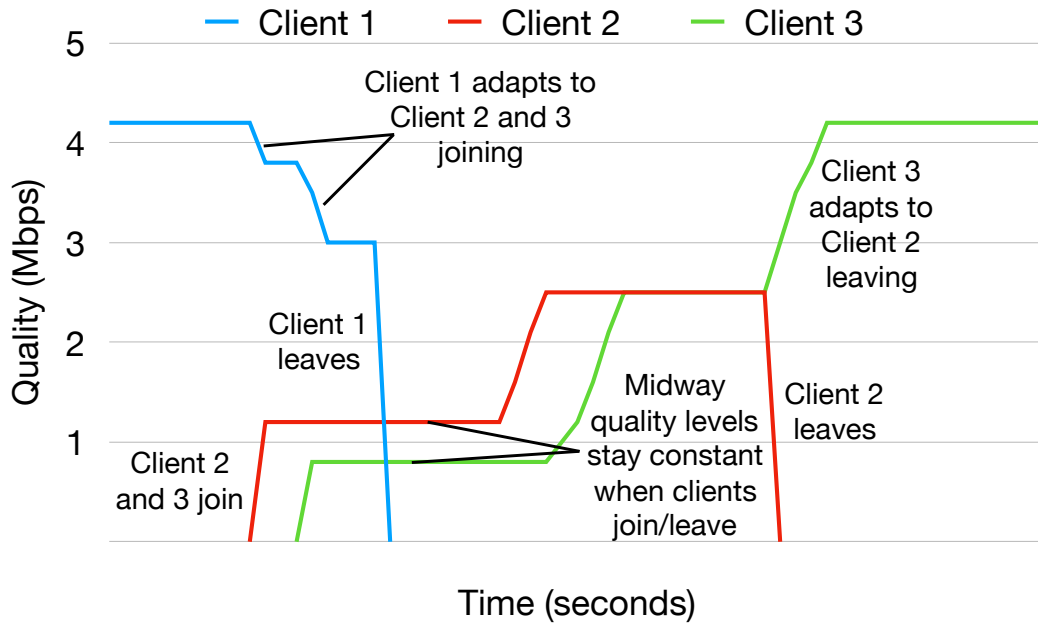 Client 1 Client 2 Client 3
5
4
3
2
1
Quality (Mbps)
Client 1 adapts to
Client 2 and 3
joining
Client 3
adapts to
Client 2
leaving
Client 1
leaves
Midway
quality levels
stay constant
when clients
join/leave
Client 2
leaves
Client 2
and 3 join
Time (seconds)